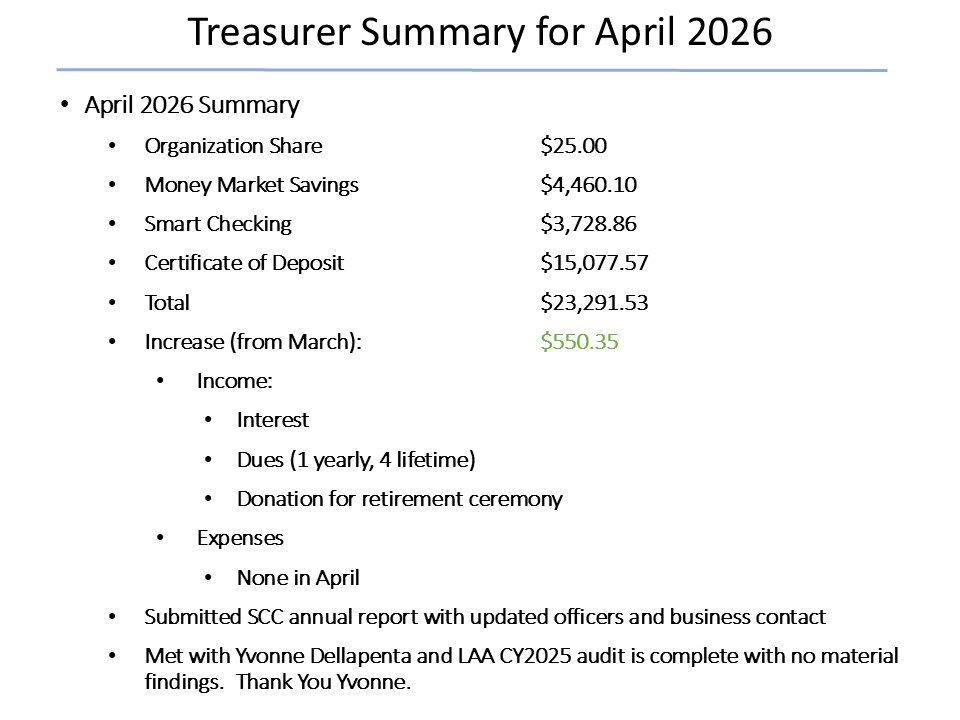 Treasurer Summary for April 2026
• April 2026 Summary
• Organization Share $25.00
• Money Market Savings $4,460.10
• Smart Checking $3,728.86
• Certificate of Deposit $15,077.57
• Total $23,291.53
• Increase (from March): $550.35
• Income:
• Interest
• Dues (1 yearly, 4 lifetime)
• Donation for retirement ceremony
• Expenses
• None in April
• Submitted SCC annual report with updated officers and business contact
• Met with Yvonne Dellapenta and LAA CY2025 audit is complete with no material
findings.  Thank You Yvonne.